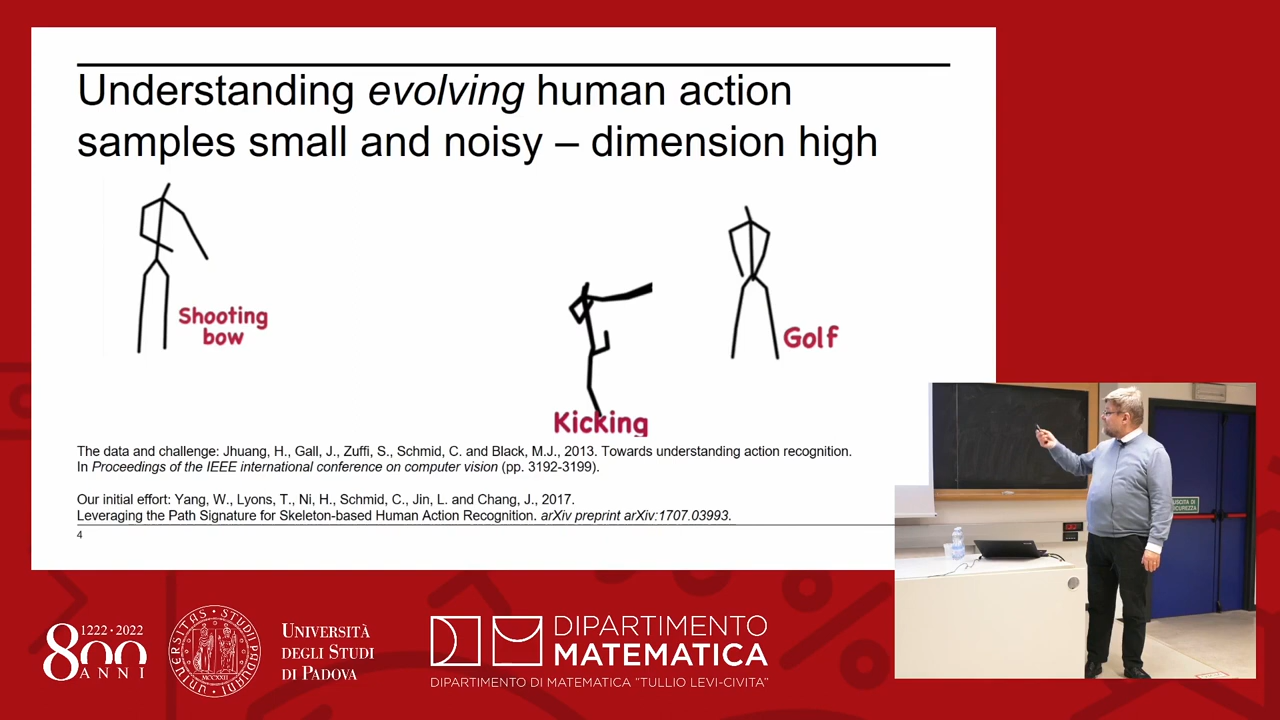 Understanding evolving human action
samples small and noisy – dimension high
Shooting
bow
Kicking
Golf
The data and challenge: Jhuang, H., Gall, J., Zuffi, S., Schmid, C. and Black, M.J., 2013. Towards understanding action recognition.
In Proceedings of the IEEE international conference on computer vision (pp. 3192-3199).
Our initial effort: Yang, W., Lyons, T., Ni, H., Schmid, C., Jin, L. and Chang, J., 2017.
Leveraging the Path Signature for Skeleton-based Human Action Recognition. arXiv preprint arXiv:1707.03993.
4
USCITA DI
SICUREZZA
1222·2022
800
ANNI
UNIVERSITÀ
DEGLI STUDI
DI PADOVA
DIPARTIMENTO
MATEMATICA
DIPARTIMENTO DI MATEMATICA "TULLIO LEVI-CIVITA"